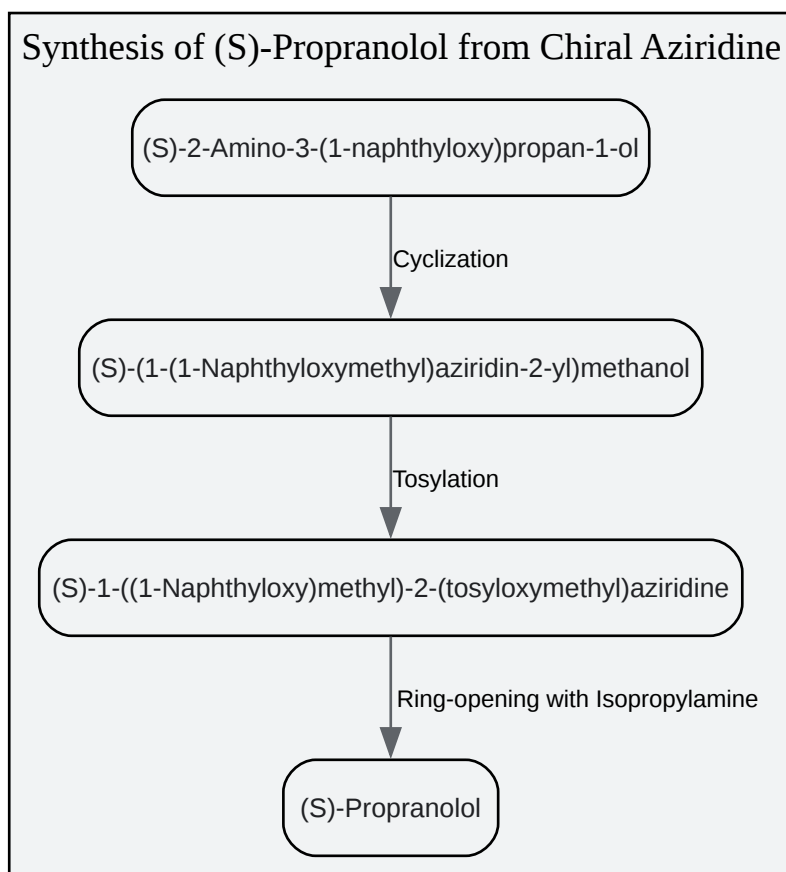 Synthesis of (S)-Propranolol from Chiral Aziridine
(S)-2-Amino-3-(1-naphthyloxy)propan-1-ol
Cyclization
(S)-(1-(1-Naphthyloxymethyl)aziridin-2-yl)methanol
Tosylation
(S)-1-((1-Naphthyloxy)methyl)-2-(tosyloxymethyl)aziridine
Ring-opening with Isopropylamine
(S)-Propranolol